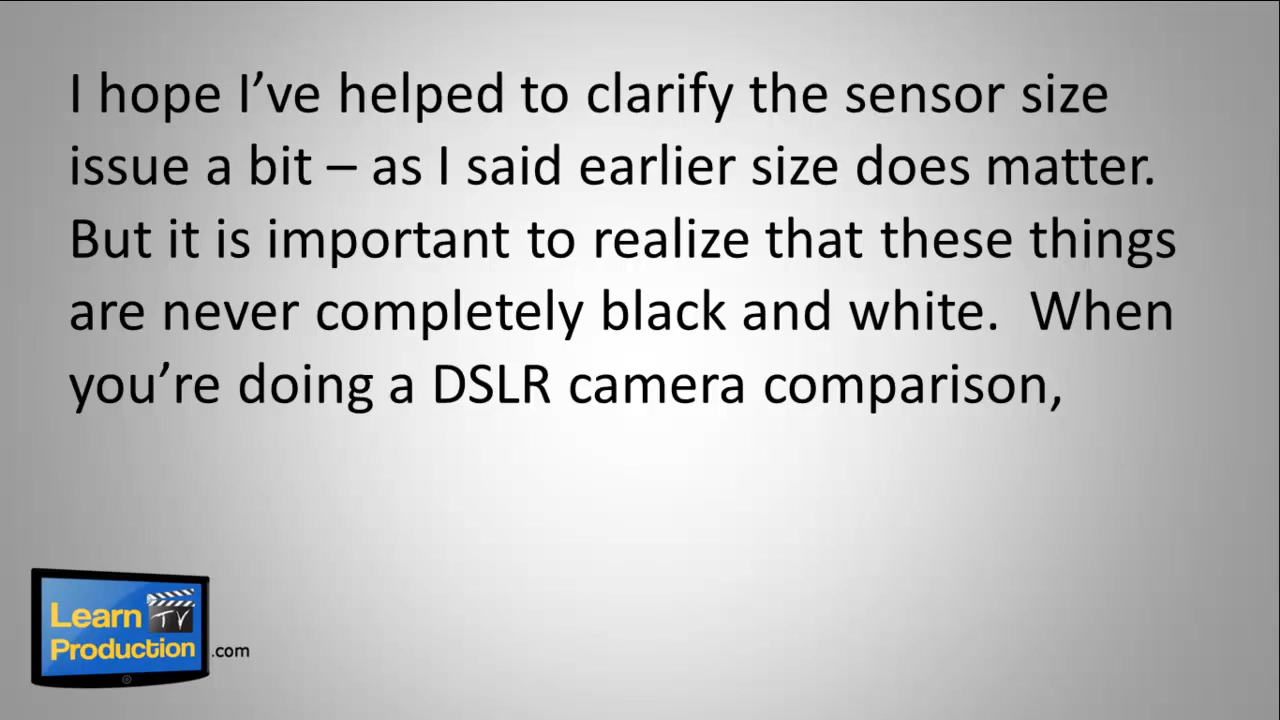 I hope I’ve helped to clarify the sensor size
issue a bit – as I said earlier size does matter.
But it is important to realize that these things
are never completely black and white.  When
you’re doing a DSLR camera comparison,
Learn TV
Production .com